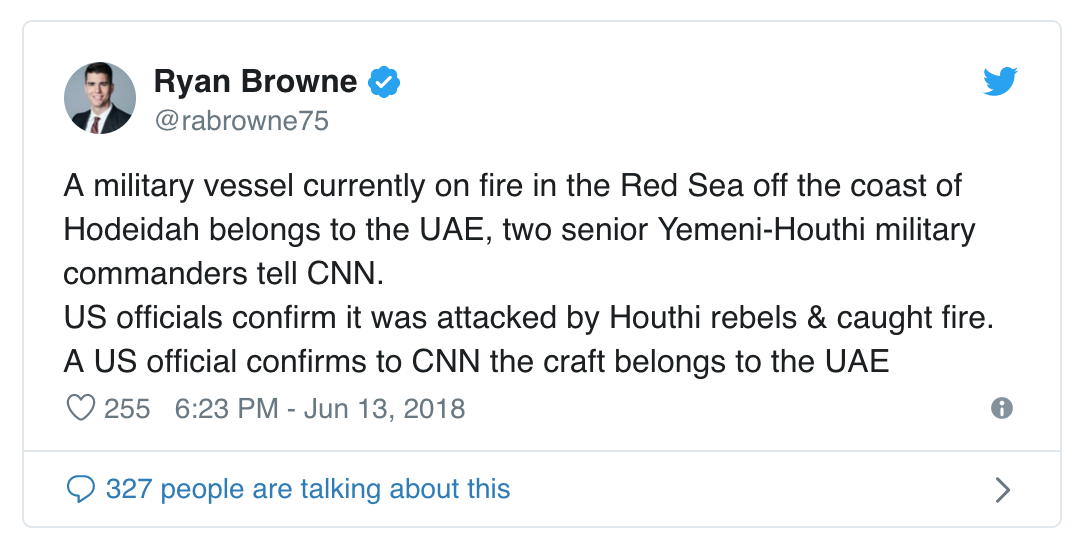 Ryan Browne
@rabrowne75
A military vessel currently on fire in the Red Sea off the coast of
Hodeidah belongs to the UAE, two senior Yemeni-Houthi military
commanders tell CNN.
US officials confirm it was attacked by Houthi rebels & caught fire.
A US official confirms to CNN the craft belongs to the UAE
255 6:23 PM - Jun 13, 2018
327 people are talking about this